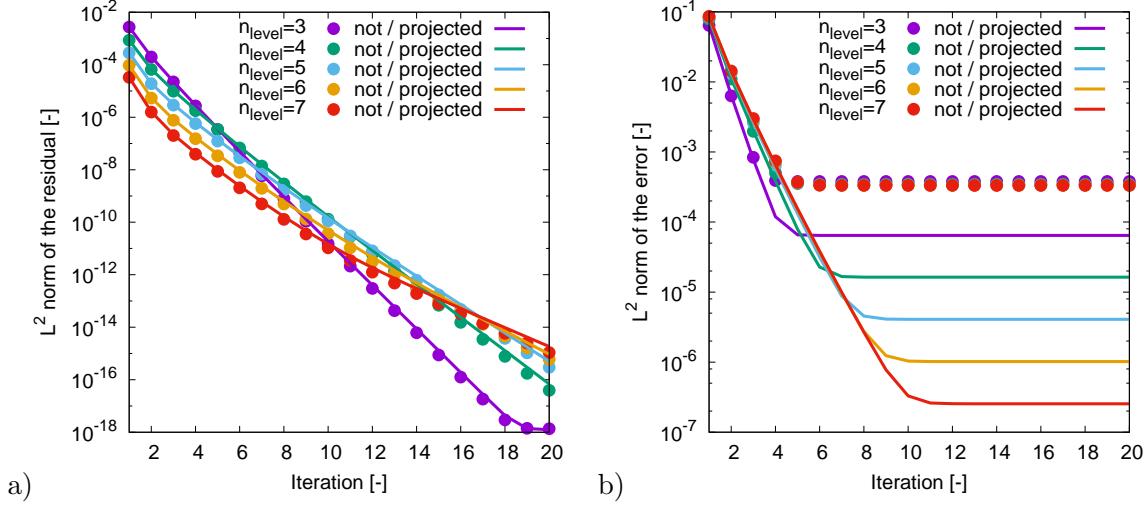 10^-2
10^-4
10^-6
10^-8
10^-10
10^-12
10^-14
10^-16
10^-18
2 4 6 8 10 12 14 16 18 20
L^2 norm of the residual [-]
Iteration [-]
n_level=3 not / projected
n_level=4 not / projected
n_level=5 not / projected
n_level=6 not / projected
n_level=7 not / projected
a)
10^-1
10^-2
10^-3
10^-4
10^-5
10^-6
10^-7
2 4 6 8 10 12 14 16 18 20
L^2 norm of the error [-]
Iteration [-]
n_level=3 not / projected
n_level=4 not / projected
n_level=5 not / projected
n_level=6 not / projected
n_level=7 not / projected
b)